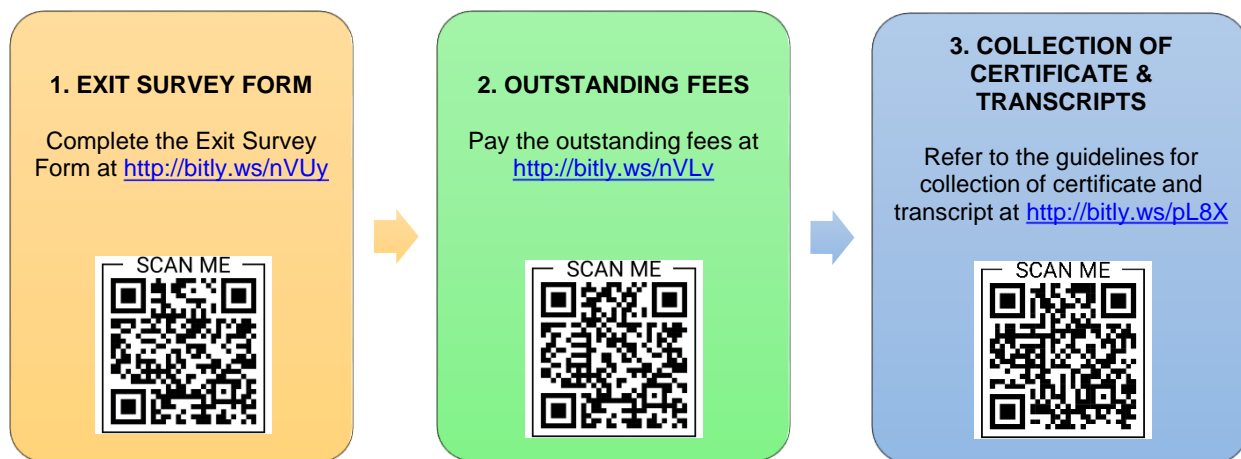 1. EXIT SURVEY FORM
Complete the Exit Survey
Form at http://bitly.ws/nVUy
SCAN ME
2. OUTSTANDING FEES
Pay the outstanding fees at
http://bitly.ws/nVLv
SCAN ME
3. COLLECTION OF
CERTIFICATE &
TRANSCRIPTS
Refer to the guidelines for
collection of certificate and
transcript at http://bitly.ws/pL8X
SCAN ME